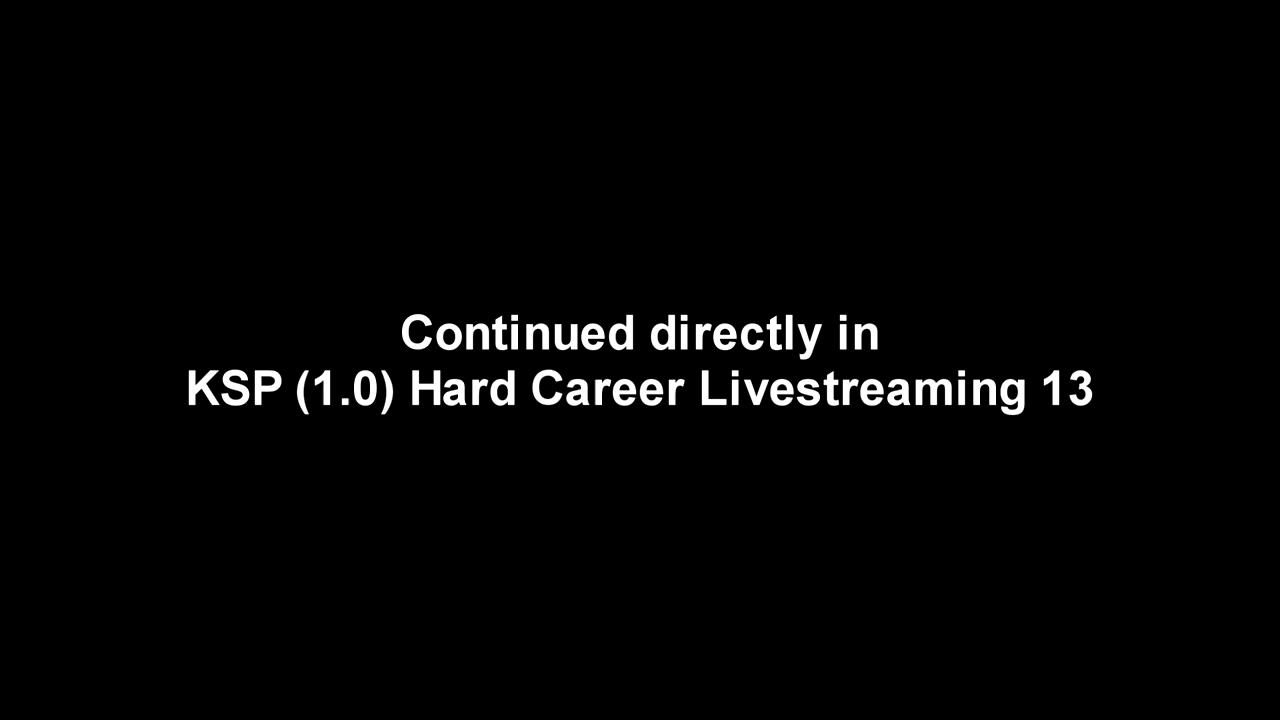 Continued directly in
KSP (1.0) Hard Career Livestreaming 13